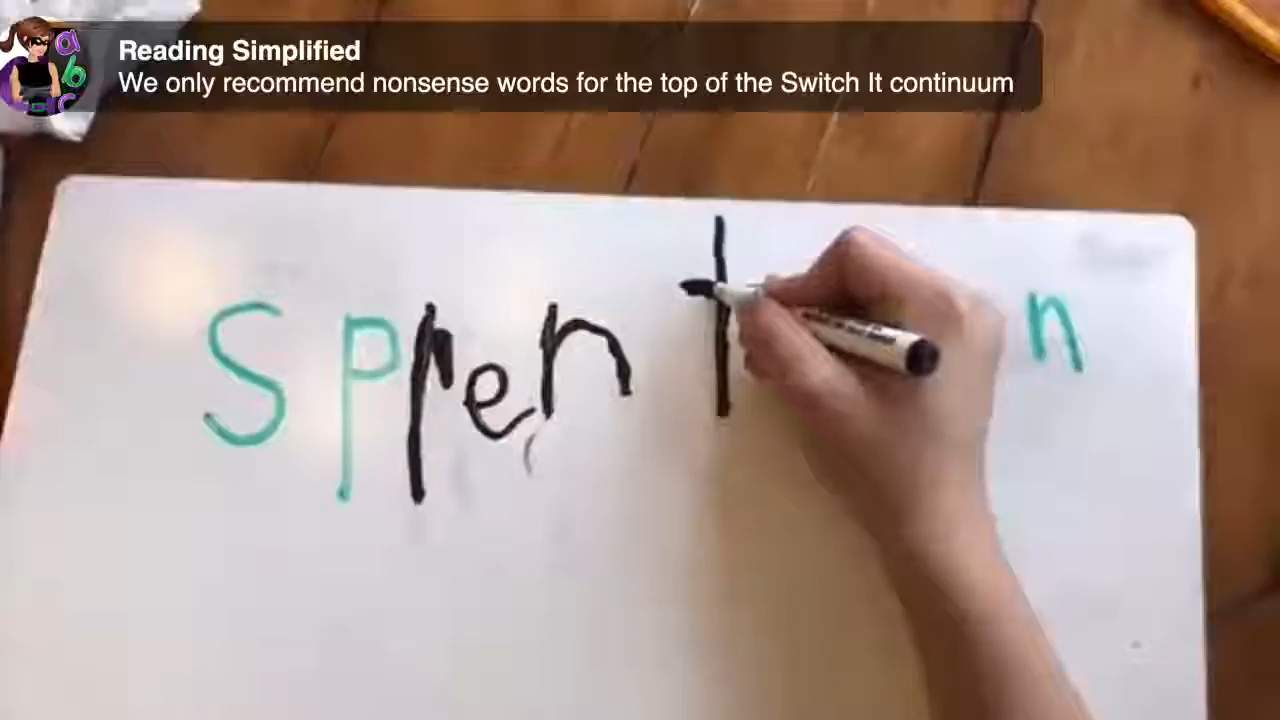 Reading Simplified
We only recommend nonsense words for the top of the Switch It continuum
a
b
c
Sprent n